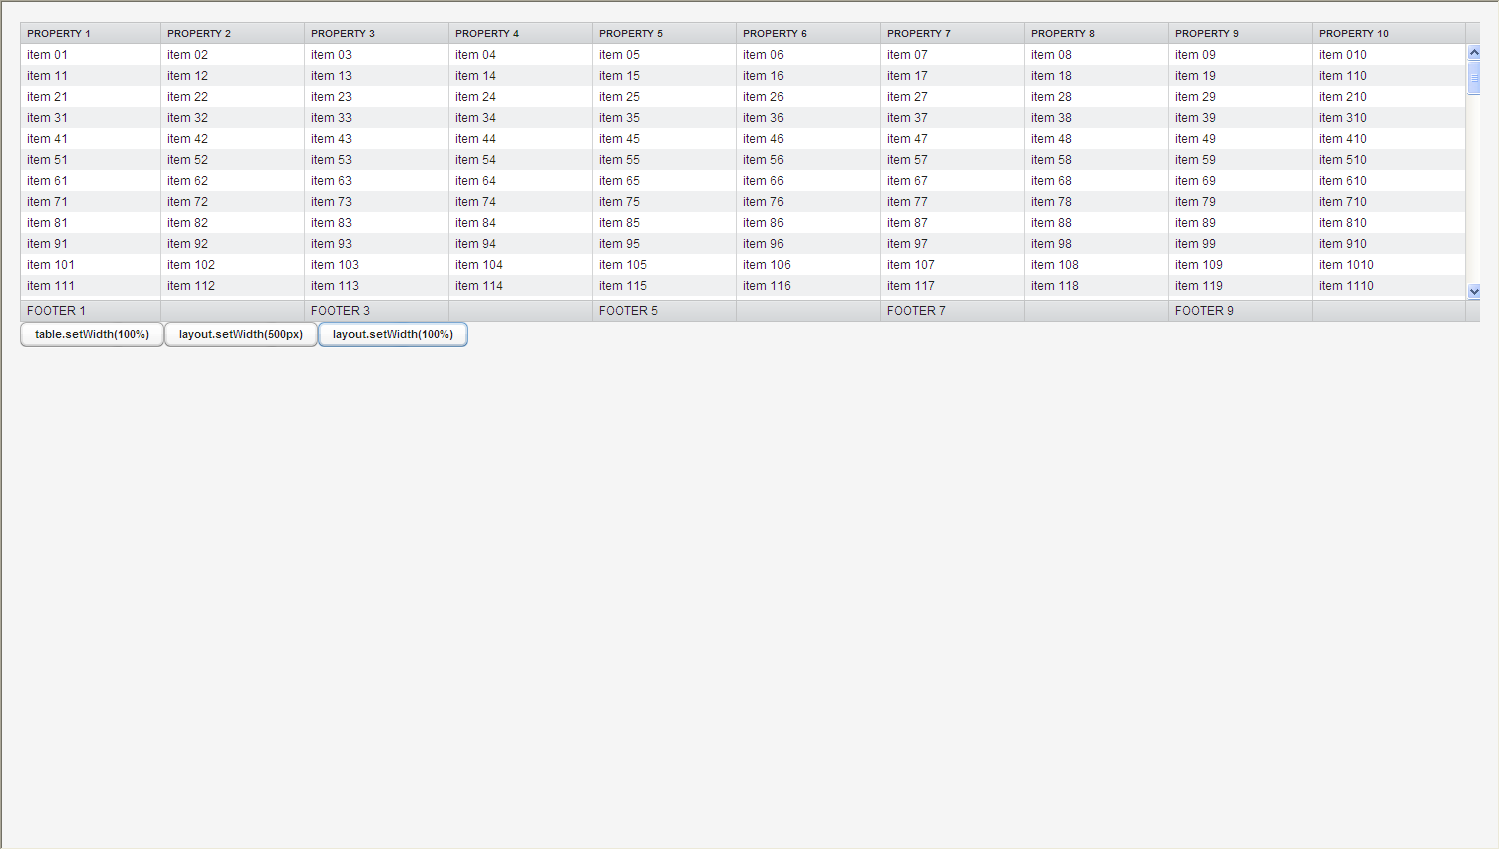 PROPERTY 1 PROPERTY 2 PROPERTY 3 PROPERTY 4 PROPERTY 5 PROPERTY 6 PROPERTY 7 PROPERTY 8 PROPERTY 9 PROPERTY 10
item 01 item 02 item 03 item 04 item 05 item 06 item 07 item 08 item 09 item 010
item 11 item 12 item 13 item 14 item 15 item 16 item 17 item 18 item 19 item 110
item 21 item 22 item 23 item 24 item 25 item 26 item 27 item 28 item 29 item 210
item 31 item 32 item 33 item 34 item 35 item 36 item 37 item 38 item 39 item 310
item 41 item 42 item 43 item 44 item 45 item 46 item 47 item 48 item 49 item 410
item 51 item 52 item 53 item 54 item 55 item 56 item 57 item 58 item 59 item 510
item 61 item 62 item 63 item 64 item 65 item 66 item 67 item 68 item 69 item 610
item 71 item 72 item 73 item 74 item 75 item 76 item 77 item 78 item 79 item 710
item 81 item 82 item 83 item 84 item 85 item 86 item 87 item 88 item 89 item 810
item 91 item 92 item 93 item 94 item 95 item 96 item 97 item 98 item 99 item 910
item 101 item 102 item 103 item 104 item 105 item 106 item 107 item 108 item 109 item 1010
item 111 item 112 item 113 item 114 item 115 item 116 item 117 item 118 item 119 item 1110
FOOTER 1 FOOTER 3 FOOTER 5 FOOTER 7 FOOTER 9
table.setWidth(100%) layout.setWidth(500px) layout.setWidth(100%)